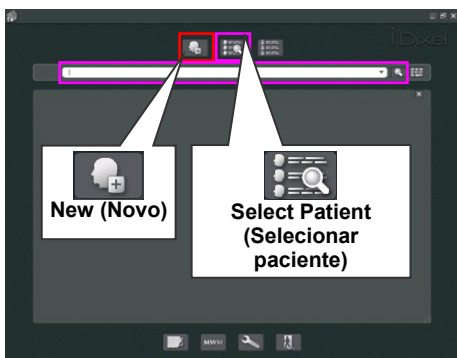 i-Dixel
New (Novo)
Select Patient
(Selecionar
paciente)
MWM